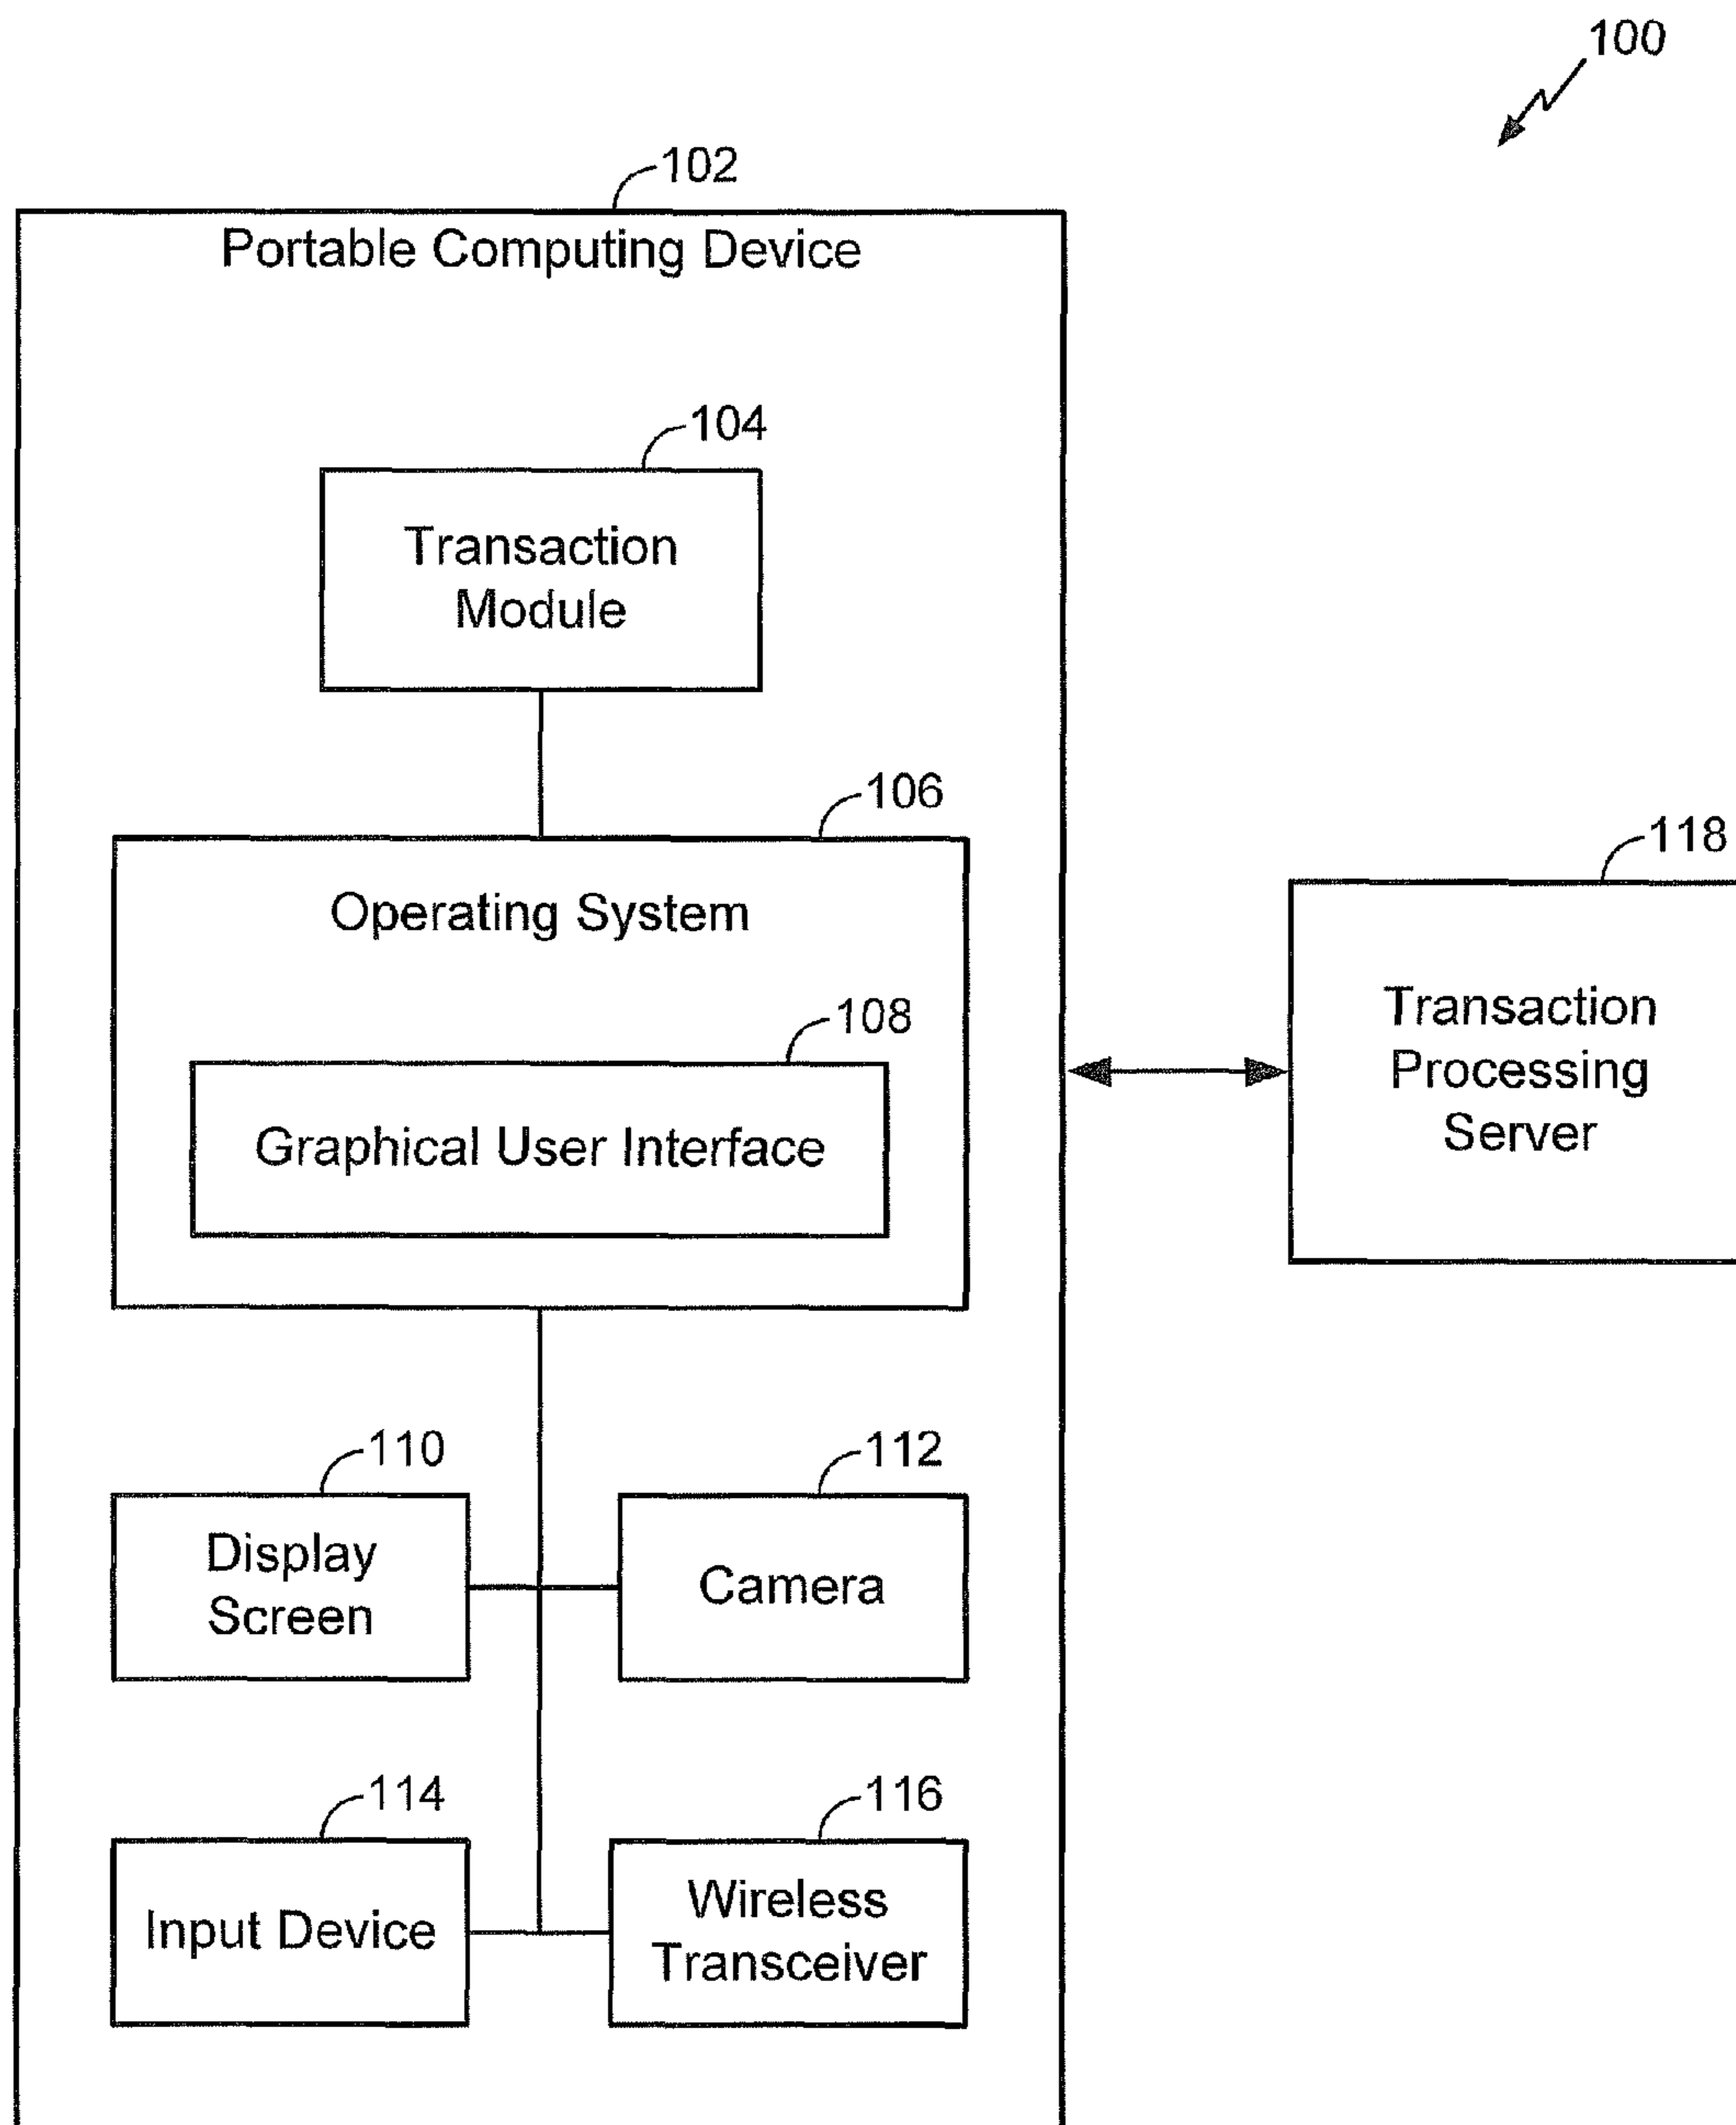 100
102
Portable Computing Device
104
Transaction
Module
106
Operating System
108
Graphical User Interface
118
Transaction
Processing
Server
110
Display
Screen
112
Camera
114
Input Device
116
Wireless
Transceiver